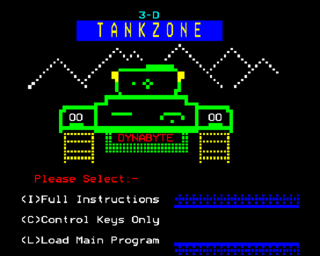 3-D
TANKZONE
00 00
DYNABYTE
Please Select:-
(I)Full Instructions
(C)Control Keys Only
(L)Load Main Program